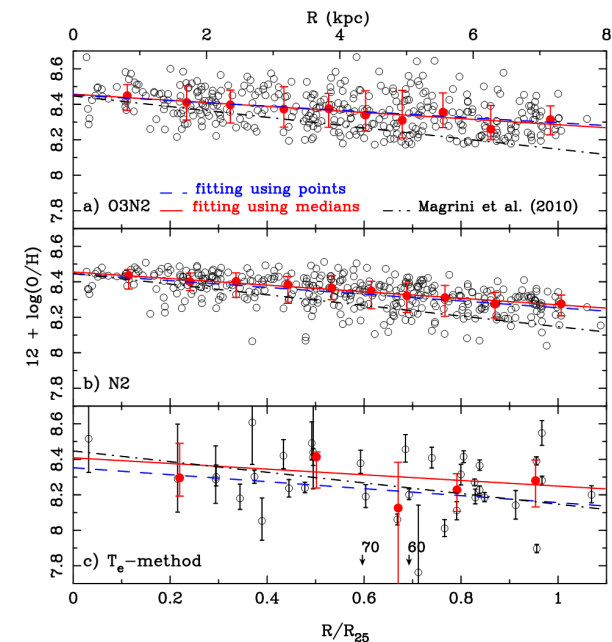 R (kpc)
0 2 4 6 8
8.6
8.4
8.2
8
7.8
fitting using points
a) O3N2 fitting using medians Magrini et al. (2010)
12 + log(O/H)
8.6
8.4
8.2
8
7.8
b) N2
8.6
8.4
8.2
8
7.8
70 60
c) Te-method
0 0.2 0.4 0.6 0.8 1
R/R25